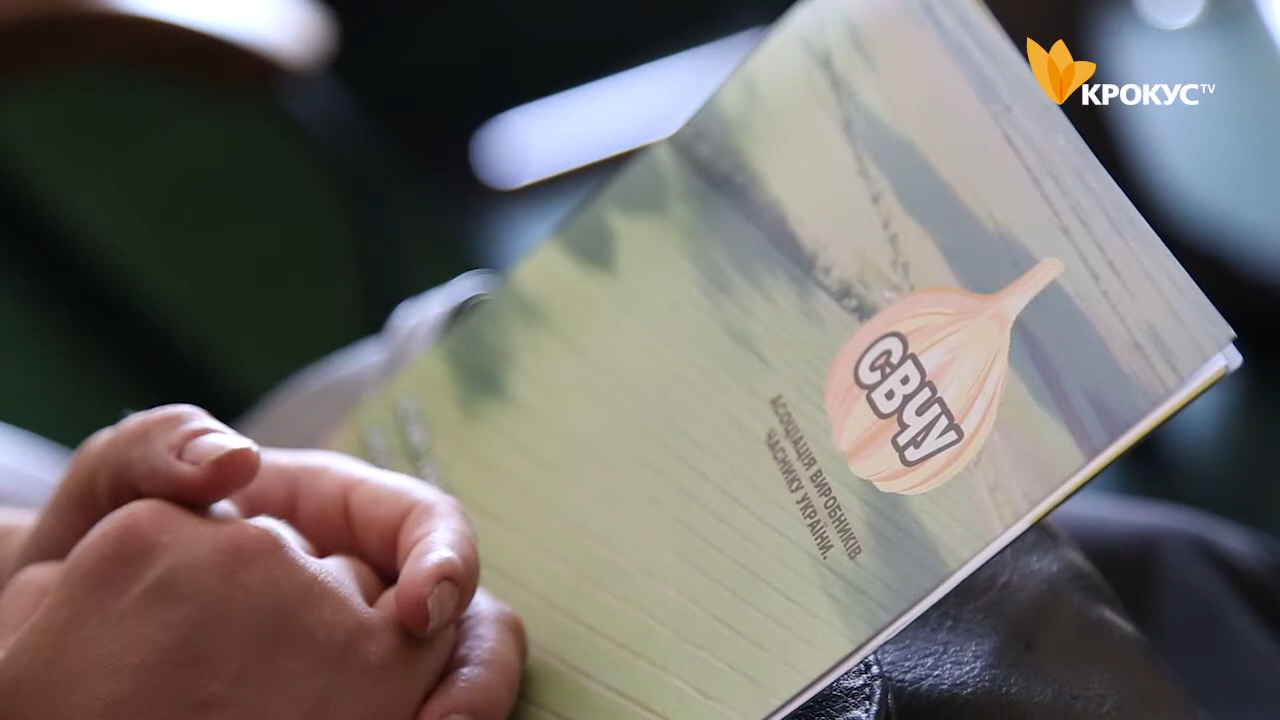 КРОКУС TV
СВЧУ
АСОЦІАЦІЯ ВИРОБНИКІВ
ЧАСНИКУ УКРАЇНИ.